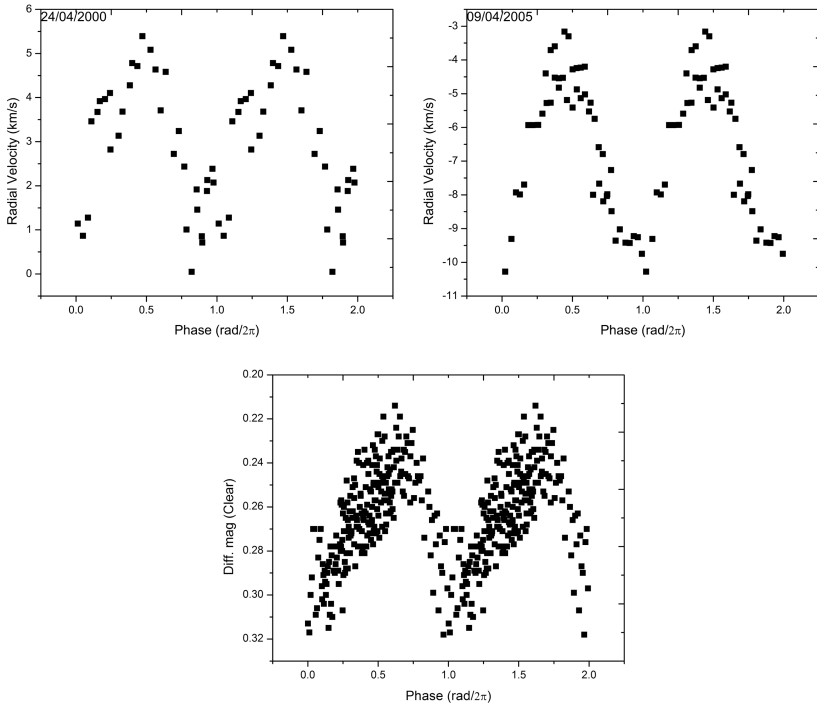 24/04/2000
6
5
4
3
2
1
0
0.0 0.5 1.0 1.5 2.0
Radial Velocity (km/s)
Phase (rad/2π)
09/04/2005
-3
-4
-5
-6
-7
-8
-9
-10
-11
0.0 0.5 1.0 1.5 2.0
Radial Velocity (km/s)
Phase (rad/2π)
0.20
0.22
0.24
0.26
0.28
0.30
0.32
0.0 0.5 1.0 1.5 2.0
Diff. mag (Clear)
Phase (rad/2π)